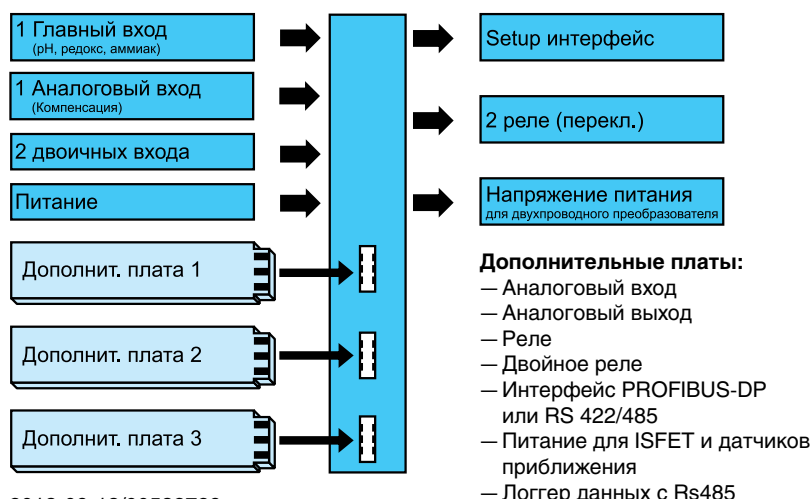 1 Главный вход
(pH, редокс, аммиак)
1 Аналоговый вход
(Компенсация)
2 двоичных входа
Питание
Дополнит. плата 1
Дополнит. плата 2
Дополнит. плата 3
Setup интерфейс
2 реле (перекл.)
Напряжение питания
для двухпроводного преобразователя
Дополнительные платы:
— Аналоговый вход
— Аналоговый выход
— Реле
— Двойное реле
— Интерфейс PROFIBUS-DP
или RS 422/485
— Питание для ISFET и датчиков
приближения
— Логгер данных с Rs485